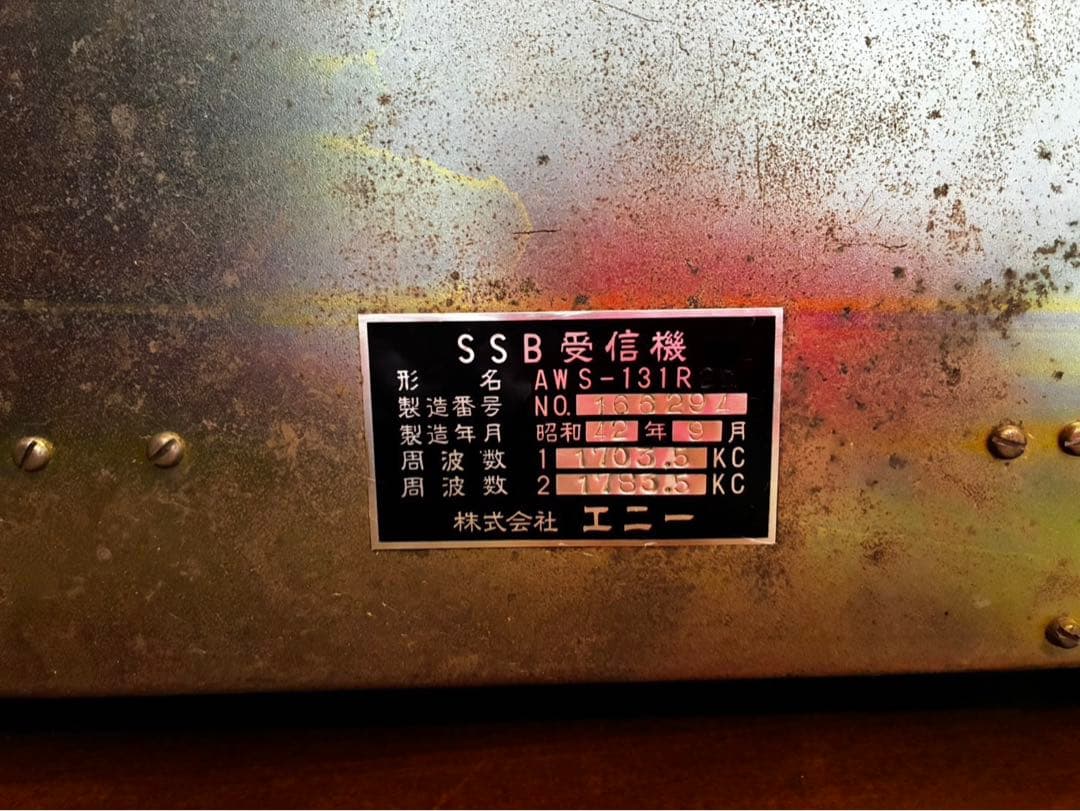 SSB受信機
形名 AWS-131R
製造番号 NO. 166294
製造年月 昭和42年9月
周波数 1 1703.5 KC
周波数 2 1785.5 KC
株式会社 エニー